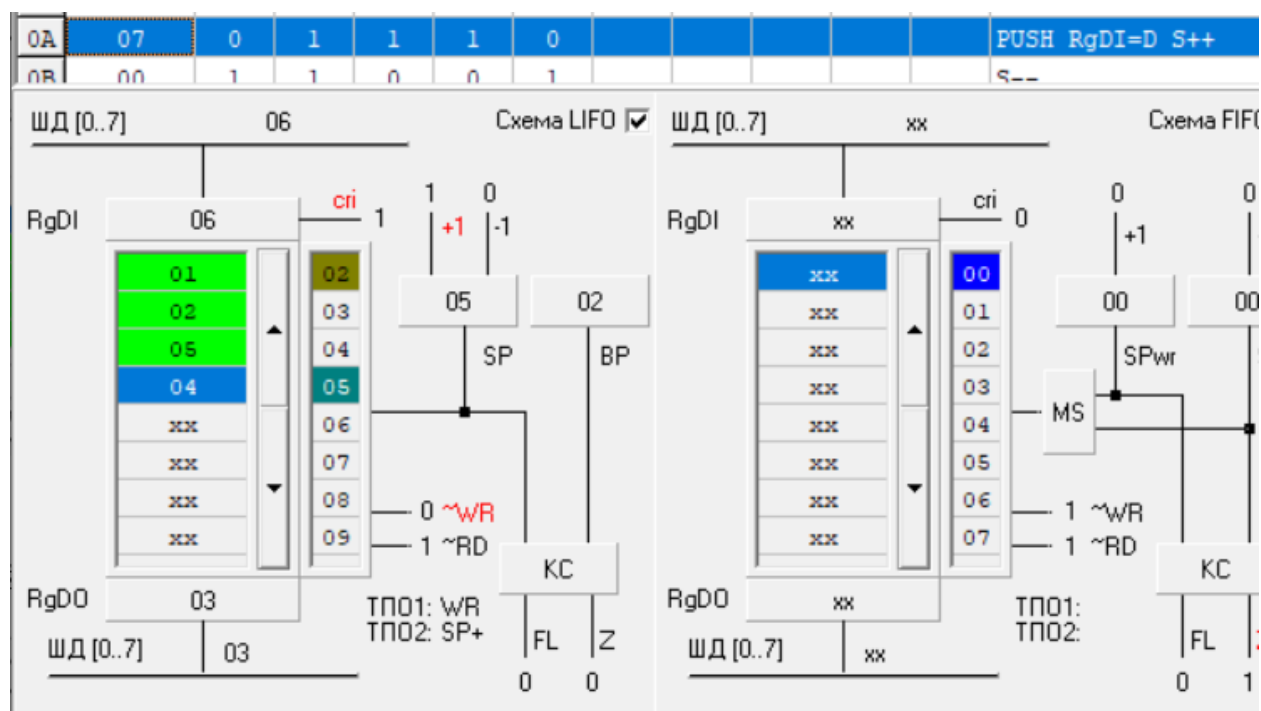 0A 07 0 1 1 1 0 PUSH RgDI=D S++
0B 00 1 1 0 0 1 S--
ШД [0..7] 06 Схема LIFO
RgDI 06 cri 1 1 0
+1 -1
01 02
02 03
05 04
04 05
xx 06
xx 07
xx 08
xx 09
05 02
SP BP
0 ~WR
1 ~RD
КС
RgDO 03
ТП01: WR
ТП02: SP+
FL Z
ШД [0..7] 03
0 0
ШД [0..7] xx Схема FIFO
RgDI xx cri 0 0 0
+1
xx 00
xx 01
xx 02
xx 03
xx 04
xx 05
xx 06
xx 07
00 00
SPwr
MS
1 ~WR
1 ~RD
КС
RgDO xx
ТП01:
ТП02:
FL
ШД [0..7] xx
0 1